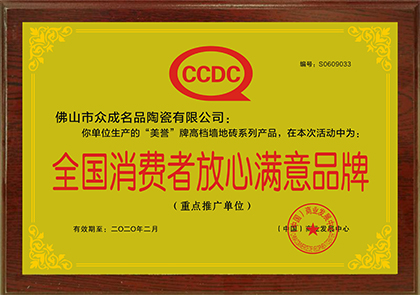 CCDC
编号：S0609033
佛山市众成名品陶瓷有限公司：
你单位生产的“美誉”牌高档墙地砖系列产品，在本次活动中为：
全国消费者放心满意品牌
（重点推广单位）
有效期至：二〇二〇年二月
（中国）商业发展中心